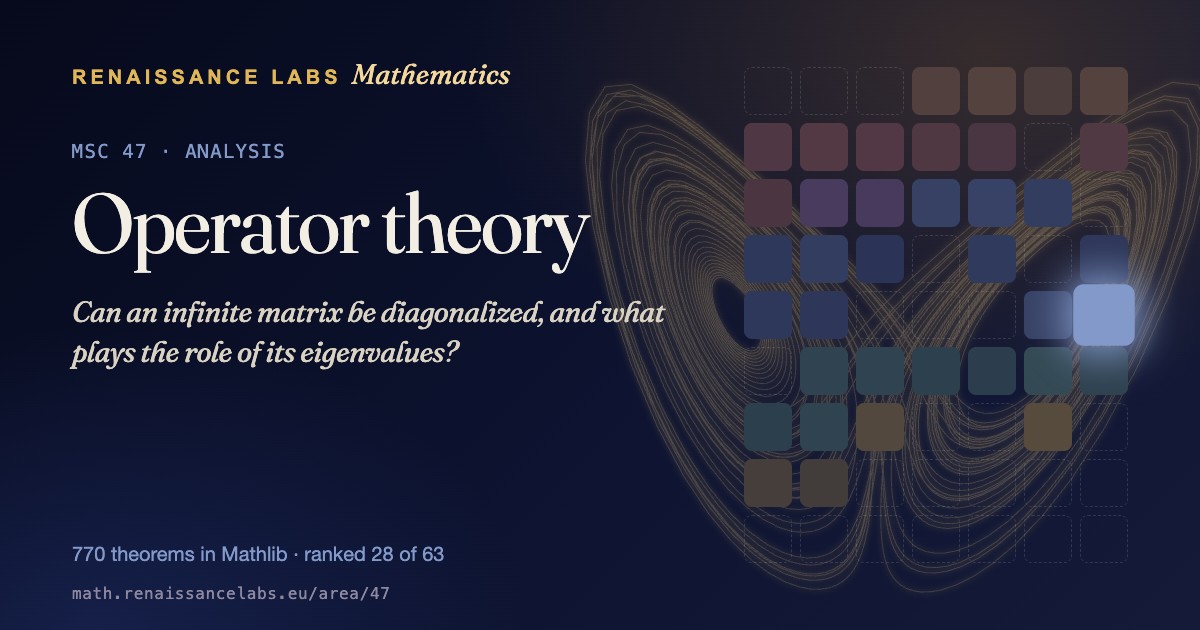 RENAISSANCE LABS Mathematics
MSC 47 · ANALYSIS
Operator theory
Can an infinite matrix be diagonalized, and what
plays the role of its eigenvalues?
770 theorems in Mathlib · ranked 28 of 63
math.renaissancelabs.eu/area/47